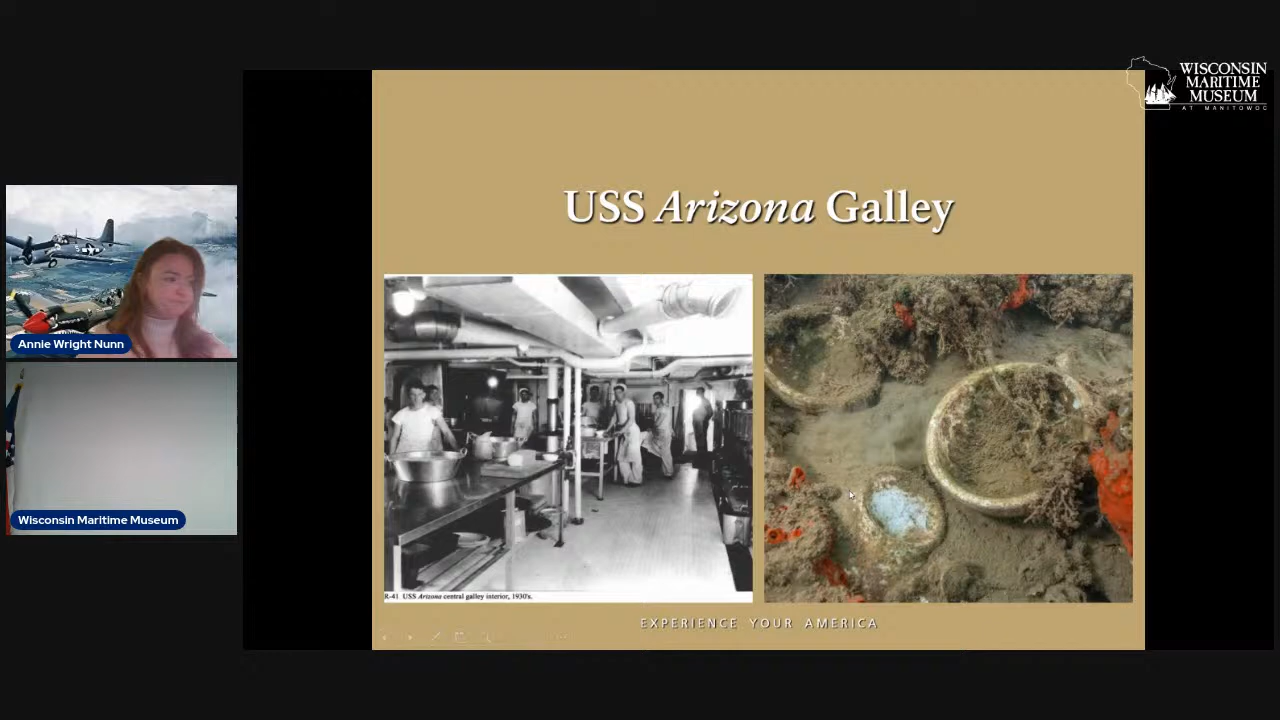 WISCONSIN
MARITIME
MUSEUM
AT MANITOWOC
USS Arizona Galley
Annie Wright Nunn
Wisconsin Maritime Museum
R-41 USS Arizona central galley interior, 1930's.
EXPERIENCE YOUR AMERICA